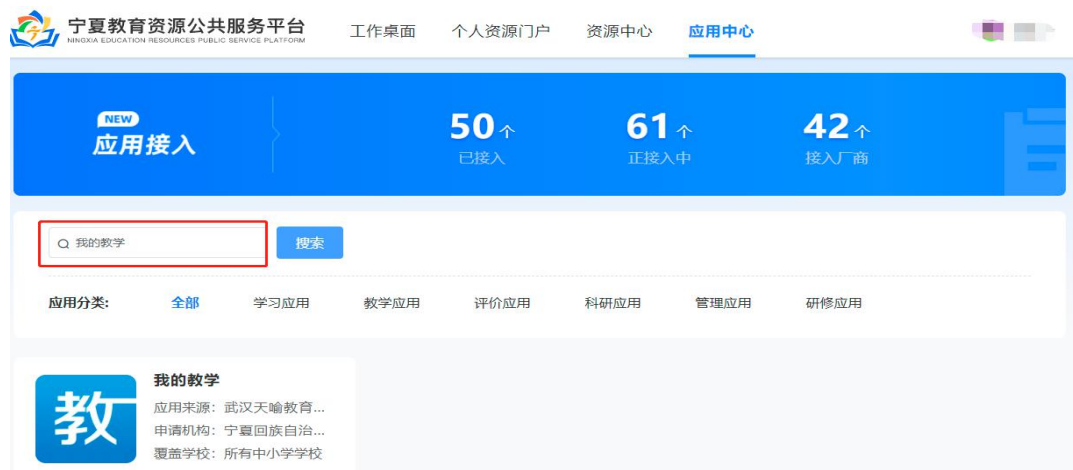 宁夏教育资源公共服务平台
NINGXIA EDUCATION RESOURCES PUBLIC SERVICE PLATFORM
工作桌面 个人资源门户 资源中心 应用中心
NEW
应用接入
50个 61个 42个
已接入 正接入中 接入厂商
我的教学 搜索
应用分类: 全部 学习应用 教学应用 评价应用 科研应用 管理应用 研修应用
教
我的教学
应用来源: 武汉天喻教育...
申请机构: 宁夏回族自治...
覆盖学校: 所有中小学学校